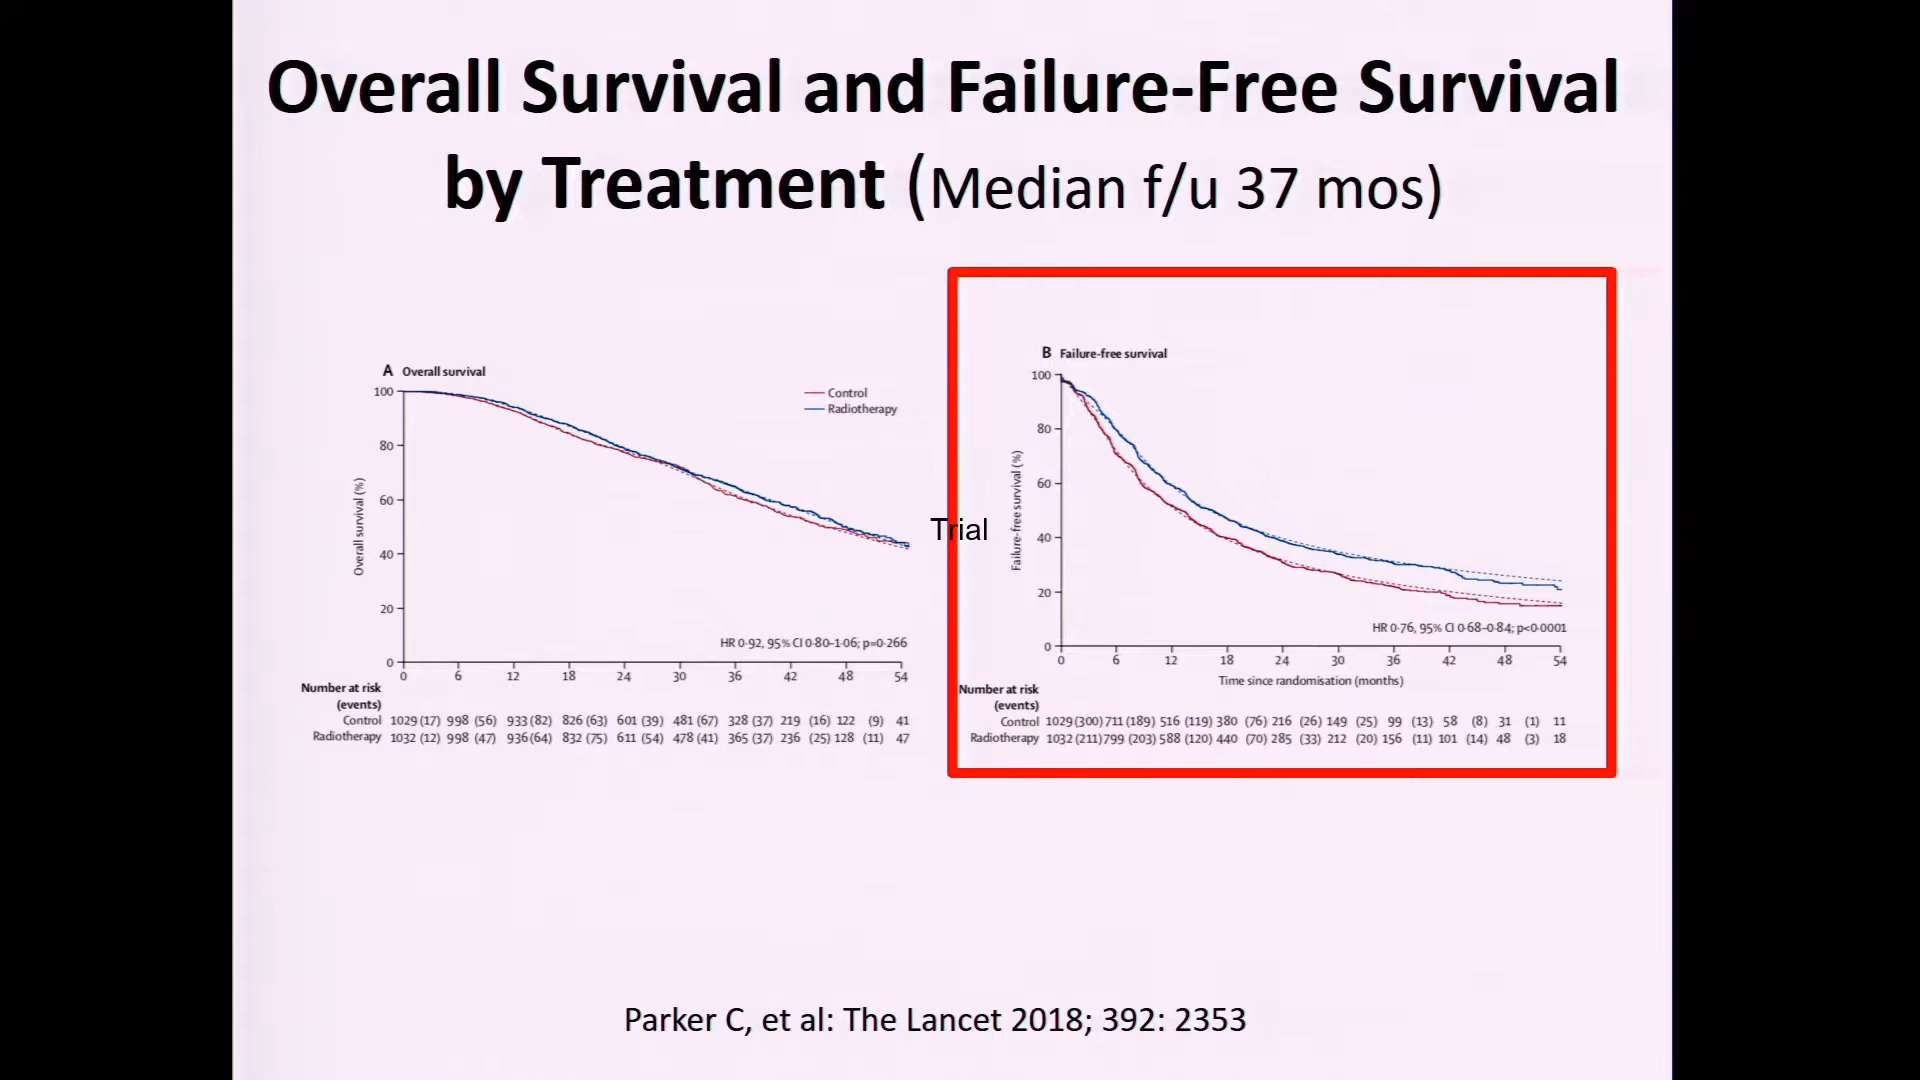 Overall Survival and Failure-Free Survival
by Treatment (Median f/u 37 mos)
A Overall survival
Control
Radiotherapy
Overall survival (%)
100
80
60
40
20
0
HR 0·92, 95% CI 0·80–1·06; p=0·266
0 6 12 18 24 30 36 42 48 54
Number at risk
(events)
Control 1029 (17) 998 (56) 933 (82) 826 (63) 601 (39) 481 (67) 328 (37) 219 (16) 122 (9) 41
Radiotherapy 1032 (12) 998 (47) 936 (64) 832 (75) 611 (54) 478 (41) 365 (37) 236 (25) 128 (11) 47
Trial
B Failure-free survival
Failure-free survival (%)
100
80
60
40
20
0
HR 0·76, 95% CI 0·68–0·84; p<0·0001
0 6 12 18 24 30 36 42 48 54
Time since randomisation (months)
Number at risk
(events)
Control 1029 (300) 711 (189) 516 (119) 380 (76) 216 (26) 149 (25) 99 (13) 58 (8) 31 (1) 11
Radiotherapy 1032 (211) 799 (203) 588 (120) 440 (70) 285 (33) 212 (20) 156 (11) 101 (14) 48 (3) 18
Parker C, et al: The Lancet 2018; 392: 2353